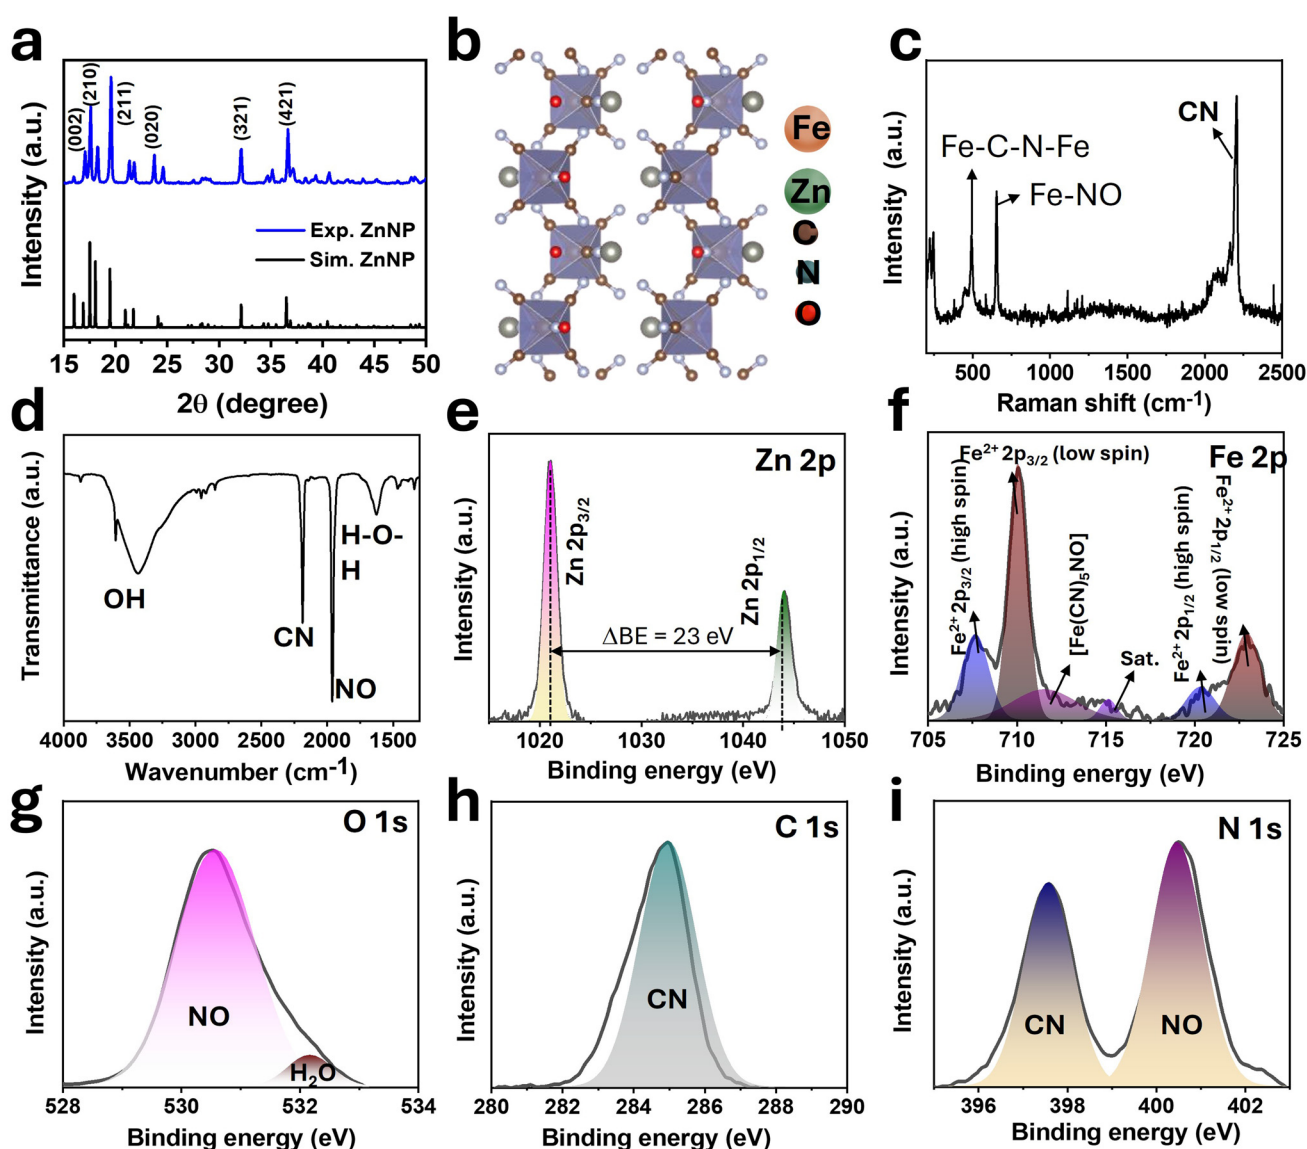 a
Intensity (a.u.)
(002)
(210)
(211)
(020)
(321)
(421)
Exp. ZnNP
Sim. ZnNP
15 20 25 30 35 40 45 50
2θ (degree)
b
Fe
Zn
C
N
O
c
Intensity (a.u.)
Fe-C-N-Fe
Fe-NO
CN
500 1000 1500 2000 2500
Raman shift (cm-1)
d
Transmittance (a.u.)
OH
CN
NO
H-O-
H
4000 3500 3000 2500 2000 1500
Wavenumber (cm-1)
e
Intensity (a.u.)
Zn 2p
Zn 2p3/2
Zn 2p1/2
ΔBE = 23 eV
1020 1030 1040 1050
Binding energy (eV)
f
Intensity (a.u.)
Fe 2p
Fe2+ 2p3/2 (low spin)
Fe2+ 2p3/2 (high spin)
[Fe(CN)5NO]
Sat.
Fe2+ 2p1/2 (high spin)
Fe2+ 2p1/2 (low
spin)
705 710 715 720 725
Binding energy (eV)
g
Intensity (a.u.)
O 1s
NO
H2O
528 530 532 534
Binding energy (eV)
h
Intensity (a.u.)
C 1s
CN
280 282 284 286 288 290
Binding energy (eV)
i
Intensity (a.u.)
N 1s
CN
NO
396 398 400 402
Binding energy (eV)